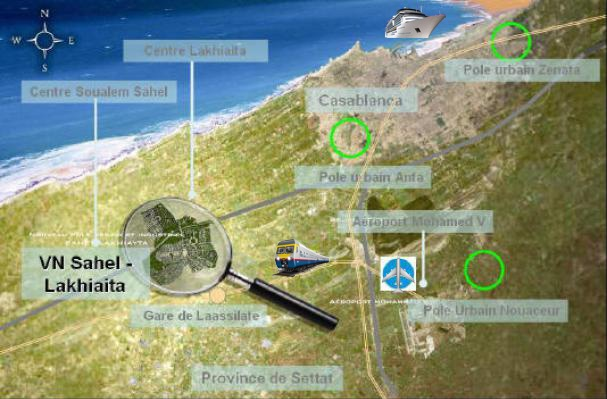 N
W E
S
Centre Lakhiaita
Centre Soualem Sahel
Pole urbain Zenata
Casablanca
Pole urbain Anfa
Aéroport Mohamed V
VN Sahel -
Lakhiaita
Gare de Laassilate
Pole Urbain Nouaceur
Province de Settat